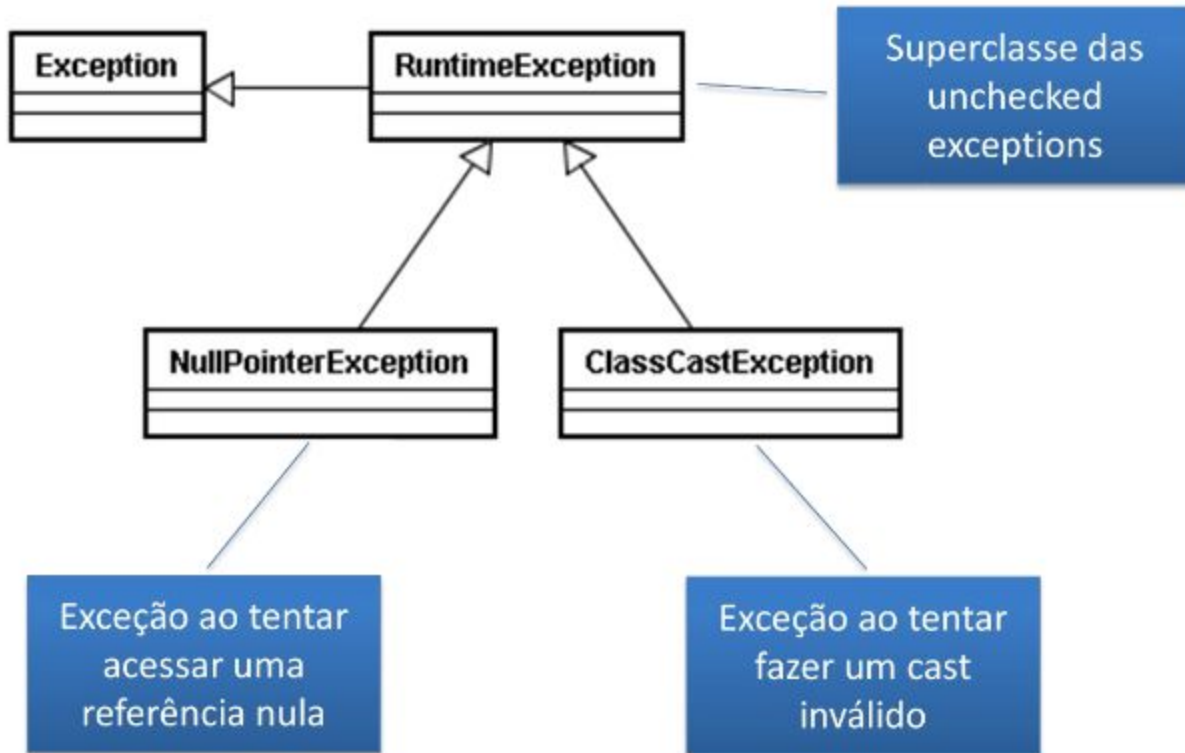 Exception
RuntimeException
Superclasse das
unchecked
exceptions
NullPointerException
ClassCastException
Exceção ao tentar
acessar uma
referência nula
Exceção ao tentar
fazer um cast
inválido